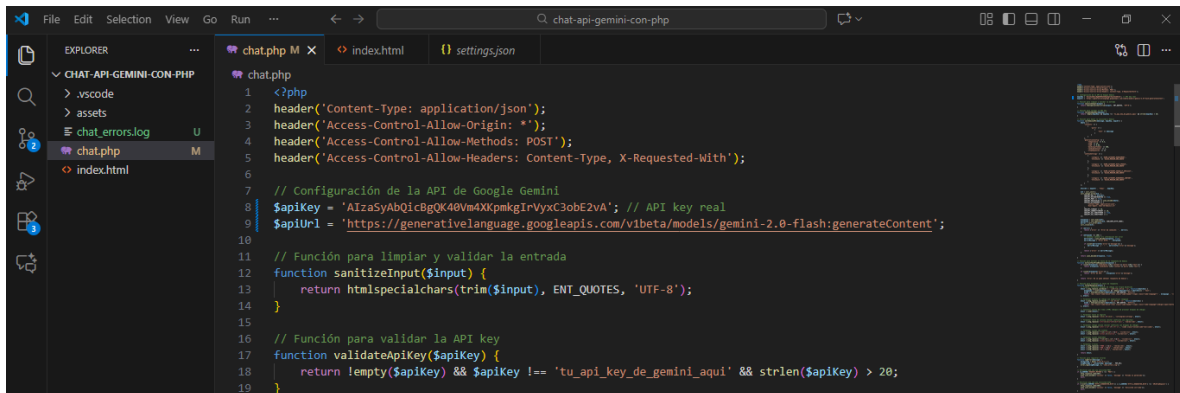 File Edit Selection View Go Run ··· chat-api-gemini-con-php
EXPLORER ···
CHAT-API-GEMINI-CON-PHP
.vscode
assets
chat_errors.log U
chat.php M
index.html
2
3
chat.php M index.html {} settings.json
chat.php
1 <?php
2 header('Content-Type: application/json');
3 header('Access-Control-Allow-Origin: *');
4 header('Access-Control-Allow-Methods: POST');
5 header('Access-Control-Allow-Headers: Content-Type, X-Requested-With');
6
7 // Configuración de la API de Google Gemini
8 $apiKey = 'AIzaSyAbQicBgQK40Vm4XKpmkgIrVyxC3obE2vA'; // API key real
9 $apiUrl = 'https://generativelanguage.googleapis.com/v1beta/models/gemini-2.0-flash:generateContent';
10
11 // Función para limpiar y validar la entrada
12 function sanitizeInput($input) {
13 return htmlspecialchars(trim($input), ENT_QUOTES, 'UTF-8');
14 }
15
16 // Función para validar la API key
17 function validateApiKey($apiKey) {
18 return !empty($apiKey) && $apiKey !== 'tu_api_key_de_gemini_aqui' && strlen($apiKey) > 20;
19 }